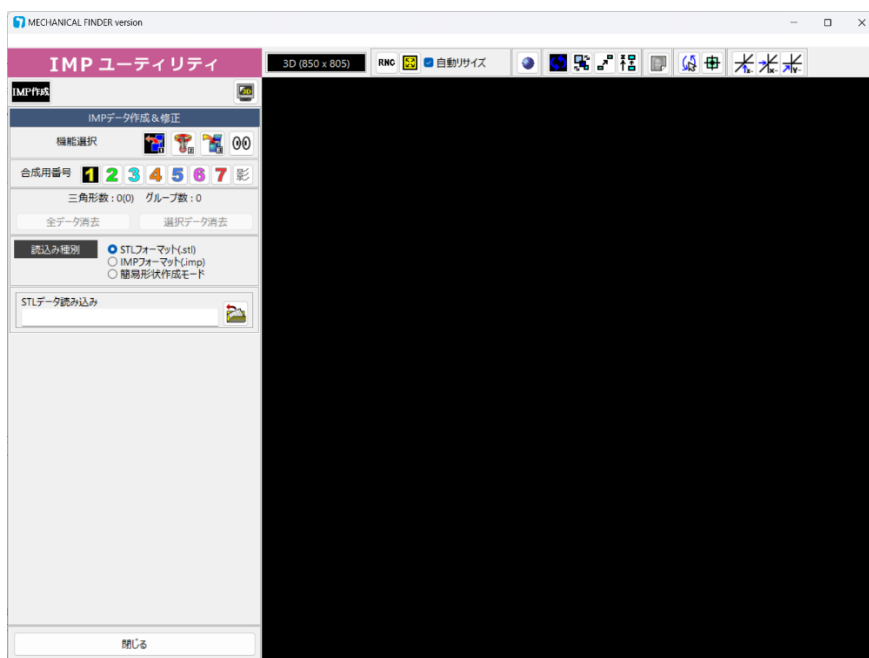 MECHANICAL FINDER version
IMP ユーティリティ
3D (850 x 805)
RNC
自動リサイズ
IMP作成
3D
IMPデータ作成＆修正
機能選択
合成用番号 1 2 3 4 5 6 7 影
三角形数 : 0(0) グループ数 : 0
全データ消去 選択データ消去
読込み種別
STLフォーマット(.stl)
IMPフォーマット(.imp)
簡易形状作成モード
STLデータ読み込み
閉じる